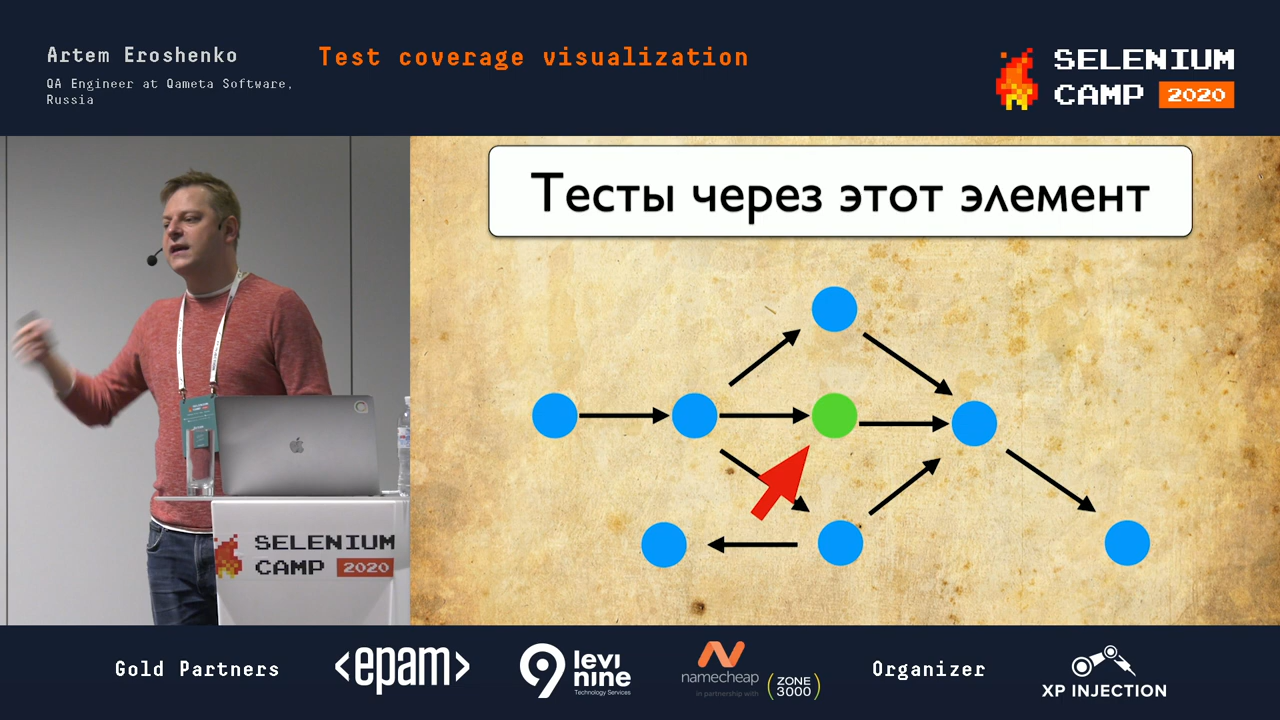 Artem Eroshenko
QA Engineer at Qameta Software,
Russia
Test coverage visualization
SELENIUM
CAMP 2020
Тесты через этот элемент
SELENIUM
CAMP 2020
Gold Partners
<epam>
9 levi
nine
Technology Services
namecheap
in partnership with
ZONE
3000
Organizer
XP INJECTION